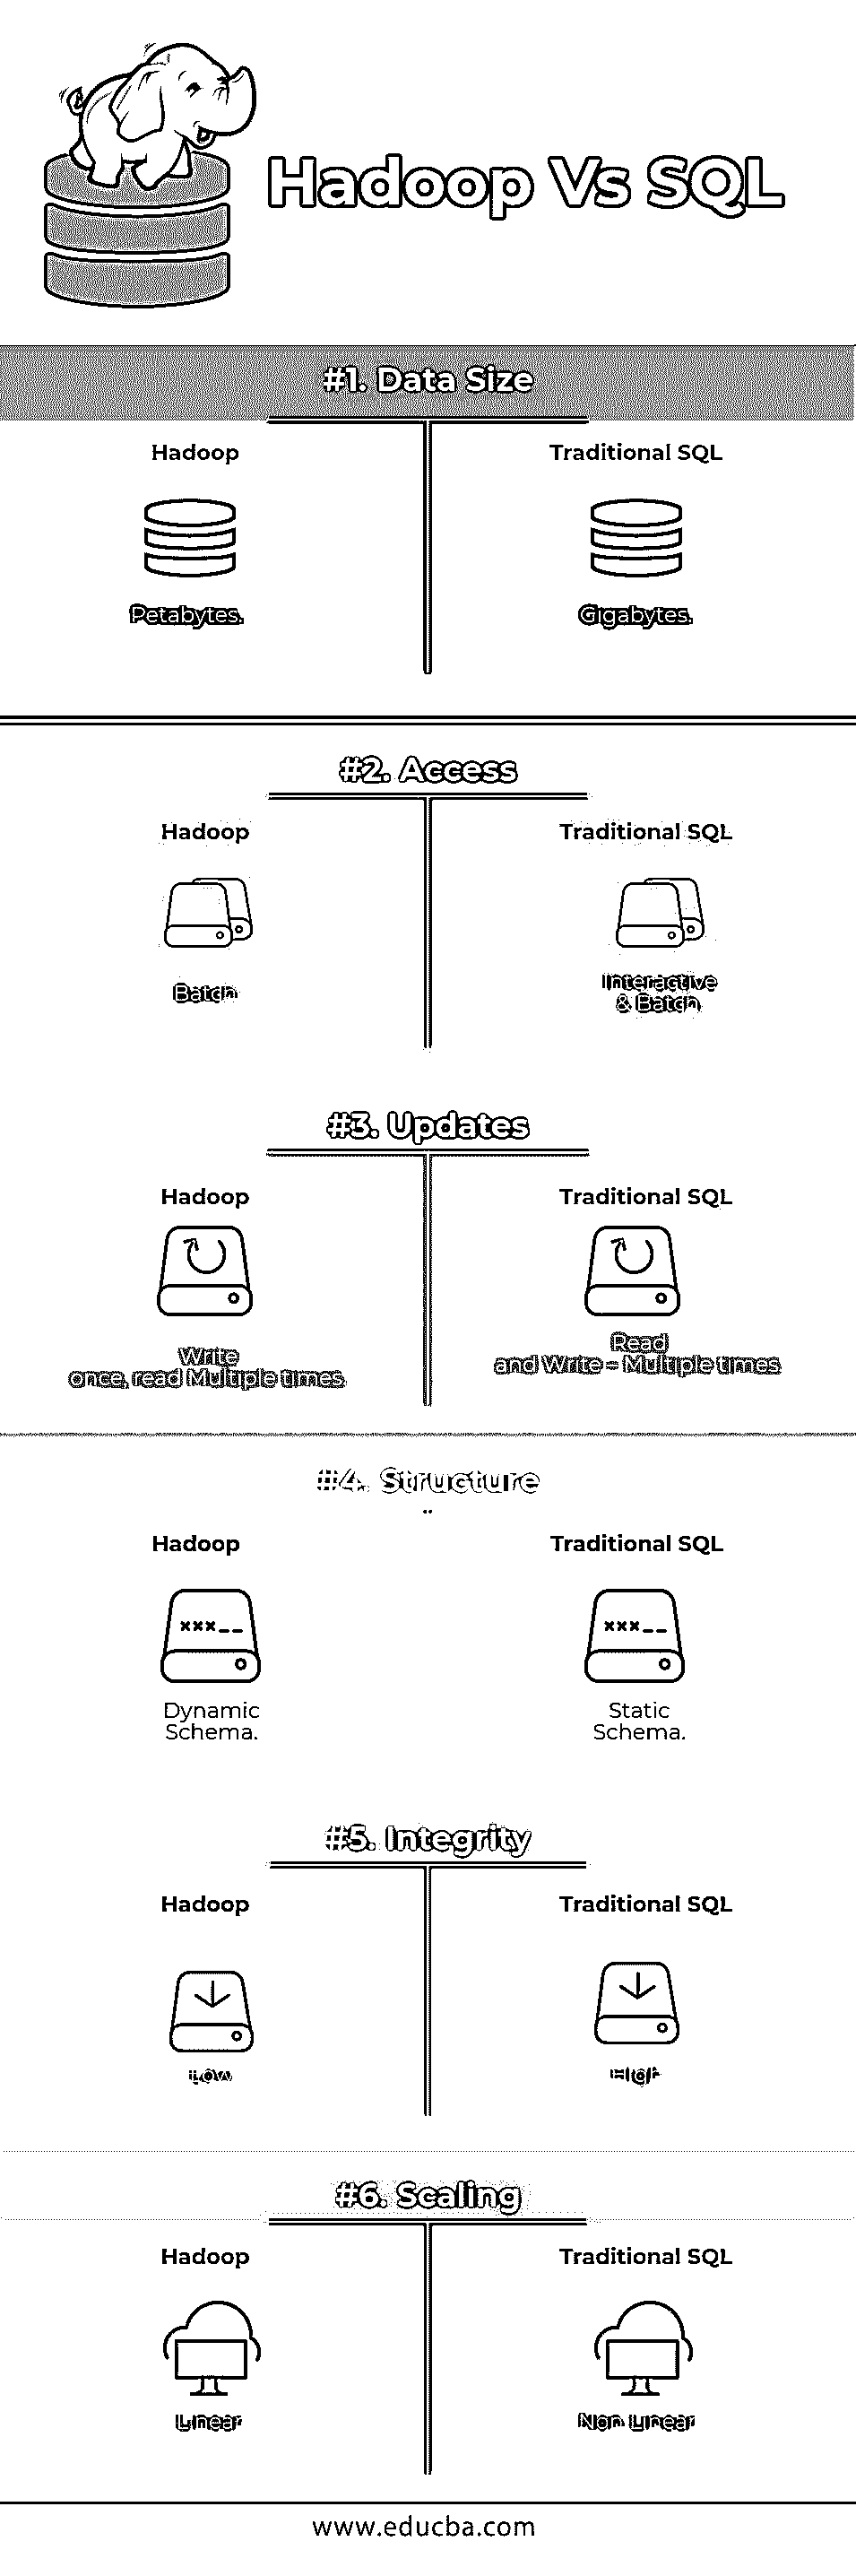 Hadoop Vs SQL
#1. Data Size
Hadoop
Traditional SQL
Petabytes.
Gigabytes.
#2. Access
Hadoop
Traditional SQL
Batch
Interactive
& Batch
#3. Updates
Hadoop
Traditional SQL
Write
once, read Multiple times
Read
and Write - Multiple times
#4. Structure
Hadoop
Traditional SQL
Dynamic
Schema.
Static
Schema.
#5. Integrity
Hadoop
Traditional SQL
Low
High
#6. Scaling
Hadoop
Traditional SQL
Linear
Non Linear
www.educba.com